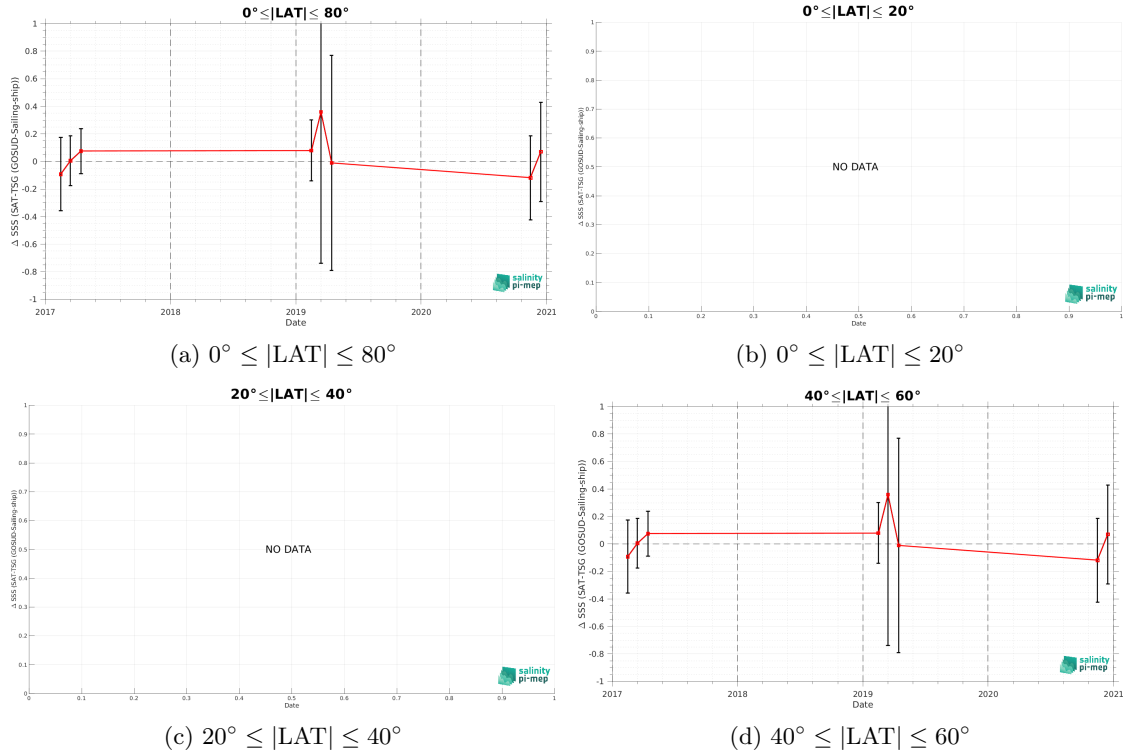 0°≤|LAT|≤ 80°
Δ SSS (SAT-TSG (GOSUD-Sailing-ship))
1
0.8
0.6
0.4
0.2
0
-0.2
-0.4
-0.6
-0.8
-1
2017 2018 2019 2020 2021
Date
salinity
pi-mep
(a) 0° ≤ |LAT| ≤ 80°
0°≤|LAT|≤ 20°
Δ SSS (SAT-TSG (GOSUD-Sailing-ship))
1
0.9
0.8
0.7
0.6
0.5
0.4
0.3
0.2
0.1
0
NO DATA
0 0.1 0.2 0.3 0.4 0.5 0.6 0.7 0.8 0.9 1
Date
salinity
pi-mep
(b) 0° ≤ |LAT| ≤ 20°
20°≤|LAT|≤ 40°
Δ SSS (SAT-TSG (GOSUD-Sailing-ship))
1
0.9
0.8
0.7
0.6
0.5
0.4
0.3
0.2
0.1
0
NO DATA
0 0.1 0.2 0.3 0.4 0.5 0.6 0.7 0.8 0.9 1
Date
salinity
pi-mep
(c) 20° ≤ |LAT| ≤ 40°
40°≤|LAT|≤ 60°
Δ SSS (SAT-TSG (GOSUD-Sailing-ship))
1
0.8
0.6
0.4
0.2
0
-0.2
-0.4
-0.6
-0.8
-1
2017 2018 2019 2020 2021
Date
salinity
pi-mep
(d) 40° ≤ |LAT| ≤ 60°